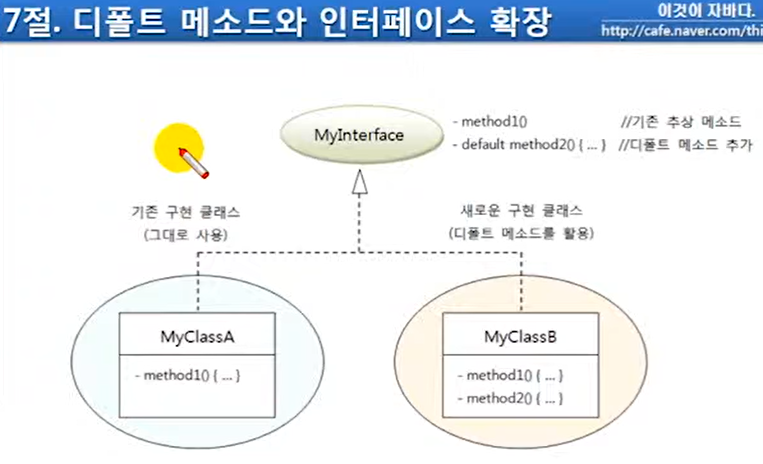 7절. 디폴트 메소드와 인터페이스 확장
이것이 자바다.
http://cafe.naver.com/thi
MyInterface
- method1() //기존 추상 메소드
- default method2() { ... } //디폴트 메소드 추가
기존 구현 클래스
(그대로 사용)
새로운 구현 클래스
(디폴트 메소드를 활용)
MyClassA
- method1() { ... }
MyClassB
- method1() { ... }
- method2() { ... }